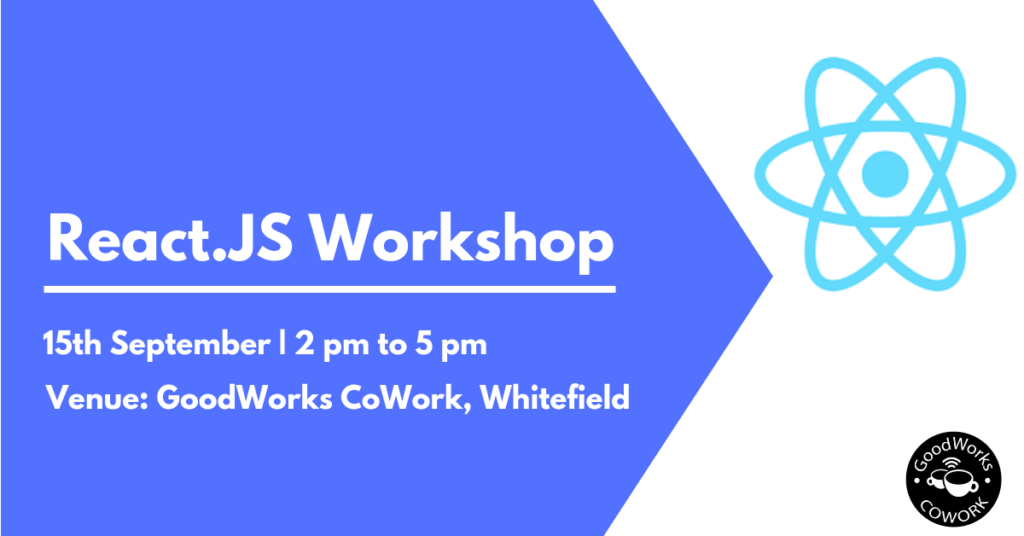 React.JS Workshop
15th September | 2 pm to 5 pm
Venue: GoodWorks CoWork, Whitefield
GoodWorks
COWORK